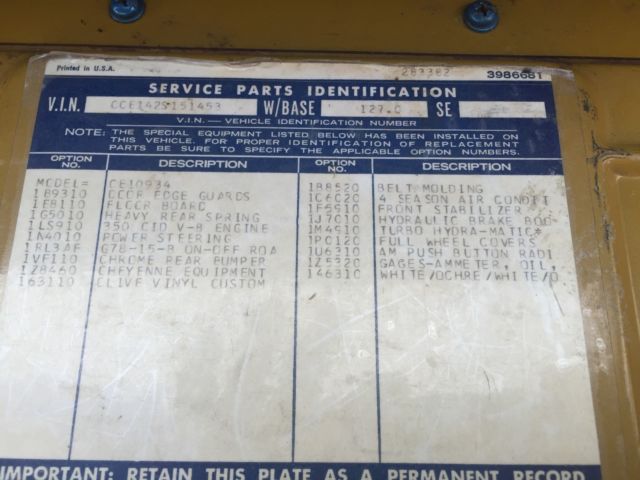 Printed in U.S.A. 283382 3986681
SERVICE PARTS IDENTIFICATION
V.I.N. CCE142S151453 W/BASE 127.0 SE
V.I.N. — VEHICLE IDENTIFICATION NUMBER
NOTE: THE SPECIAL EQUIPMENT LISTED BELOW HAS BEEN INSTALLED ON
THIS VEHICLE. FOR PROPER IDENTIFICATION OF REPLACEMENT
PARTS BE SURE TO SPECIFY THE APPLICABLE OPTION NUMBERS.
OPTION NO. DESCRIPTION OPTION NO. DESCRIPTION
MODEL= CE10934 1B8520 BELT MOLDING
1B9310 DOOR EDGE GUARDS 1C6020 4 SEASON AIR CONDIT
1E8110 FLOOR BOARD 1F5910 FRONT STABILIZER
1G5010 HEAVY REAR SPRING 1J7010 HYDRAULIC BRAKE BOO
1LS910 350 CID V-8 ENGINE 1M4910 TURBO HYDRA-MATIC*
1N4010 POWER STEERING 1P0120 FULL WHEEL COVERS
1RL3AF G78-15-B ON-OFF ROA 1U6310 AM PUSH BUTTON RADI
1VF110 CHROME REAR BUMPER 1Z5320 GAGES-AMMETER, OIL,
1Z8460 CHEYENNE EQUIPMENT 146310 WHITE/OCHRE/WHITE/O
163110 OLIVE VINYL CUSTOM
IMPORTANT: RETAIN THIS PLATE AS A PERMANENT RECORD